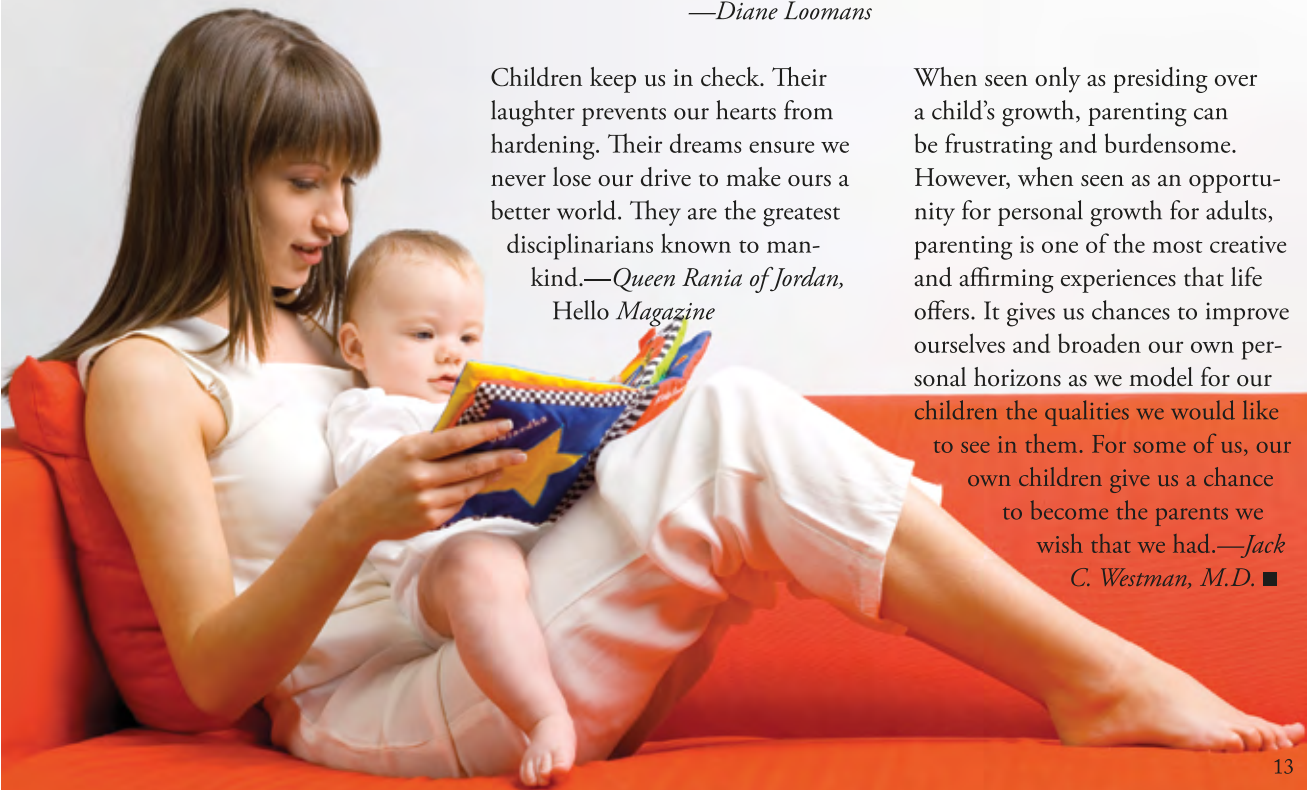 —Diane Loomans
Children keep us in check. Their
laughter prevents our hearts from
hardening. Their dreams ensure we
never lose our drive to make ours a
better world. They are the greatest
disciplinarians known to man-
kind.—Queen Rania of Jordan,
Hello Magazine
When seen only as presiding over
a child’s growth, parenting can
be frustrating and burdensome.
However, when seen as an opportu-
nity for personal growth for adults,
parenting is one of the most creative
and affirming experiences that life
offers. It gives us chances to improve
ourselves and broaden our own per-
sonal horizons as we model for our
children the qualities we would like
to see in them. For some of us, our
own children give us a chance
to become the parents we
wish that we had.—Jack
C. Westman, M.D. ■
13